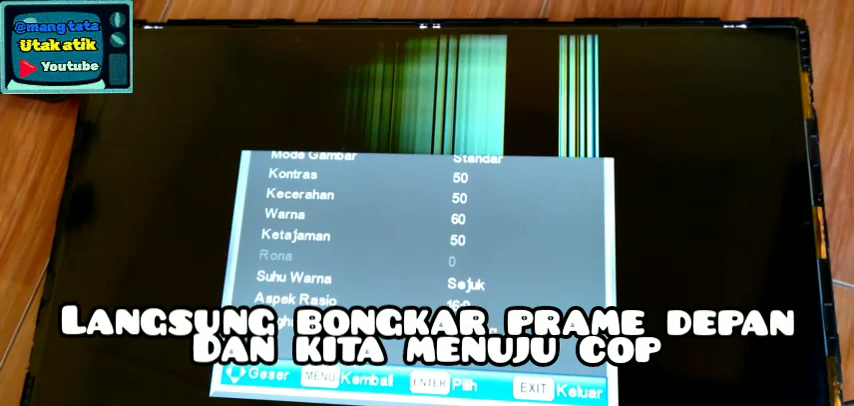 @mang tata
Utak atik
Youtube
Mode Gambar Standar
Kontras 50
Kecerahan 50
Warna 60
Ketajaman 50
Rona 0
Suhu Warna Sejuk
Aspek Rasio 16:9
LANGSUNG BONGKAR PRAME DEPAN
DAN KITA MENUJU COP
Geser MENU Kembali ENTER Pilih EXIT Keluar